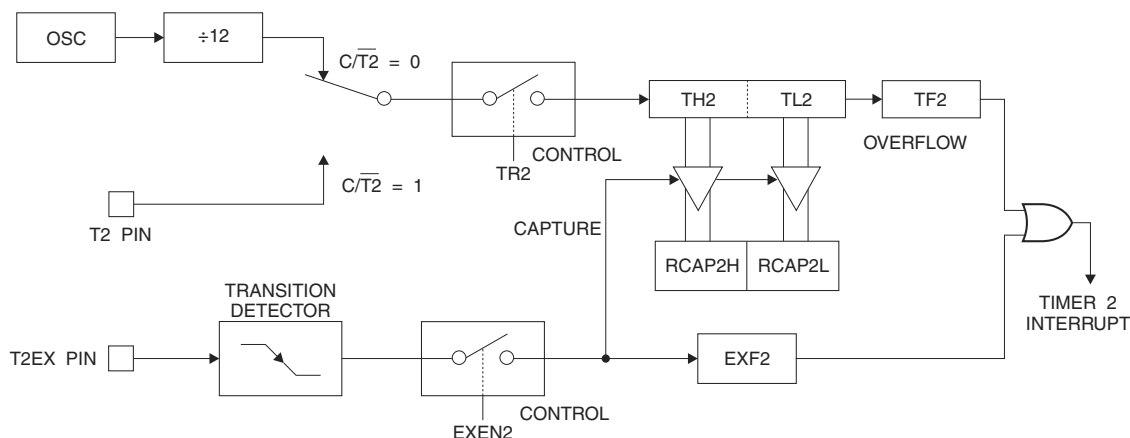 OSC
÷12
C/T2̅ = 0
TH2
TL2
TF2
OVERFLOW
CONTROL
TR2
C/T2̅ = 1
T2 PIN
CAPTURE
RCAP2H
RCAP2L
TIMER 2
INTERRUPT
TRANSITION
DETECTOR
T2EX PIN
EXF2
CONTROL
EXEN2